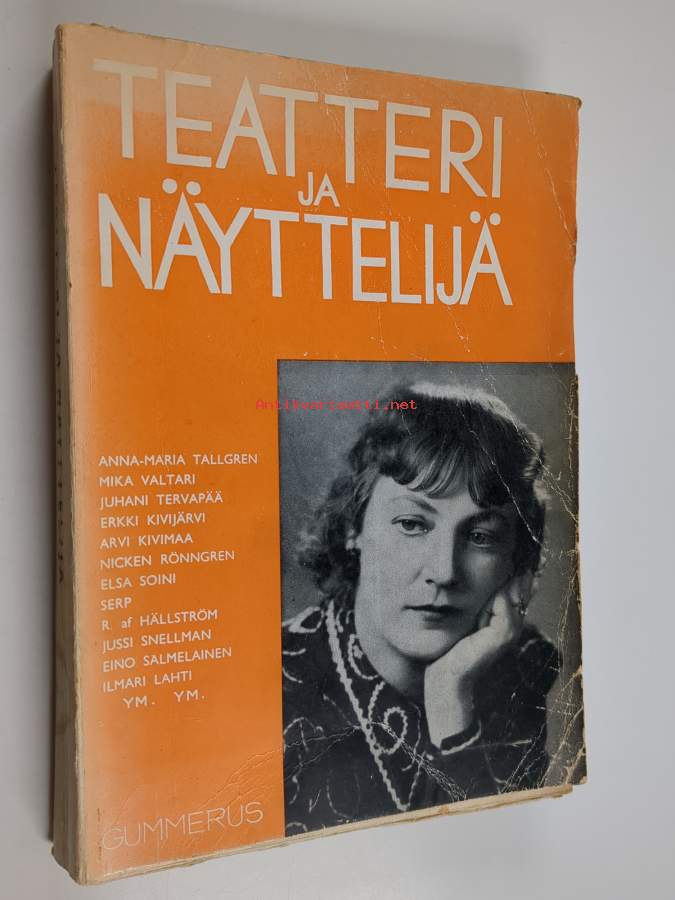 TEATTERI
JA
NÄYTTELIJÄ
Antikvariaatti.net
ANNA-MARIA TALLGREN
MIKA VALTARI
JUHANI TERVAPÄÄ
ERKKI KIVIJÄRVI
ARVI KIVIMAA
NICKEN RÖNNGREN
ELSA SOINI
SERP
R. af HÄLLSTRÖM
JUSSI SNELLMAN
EINO SALMELAINEN
ILMARI LAHTI
YM. YM.
GUMMERUS